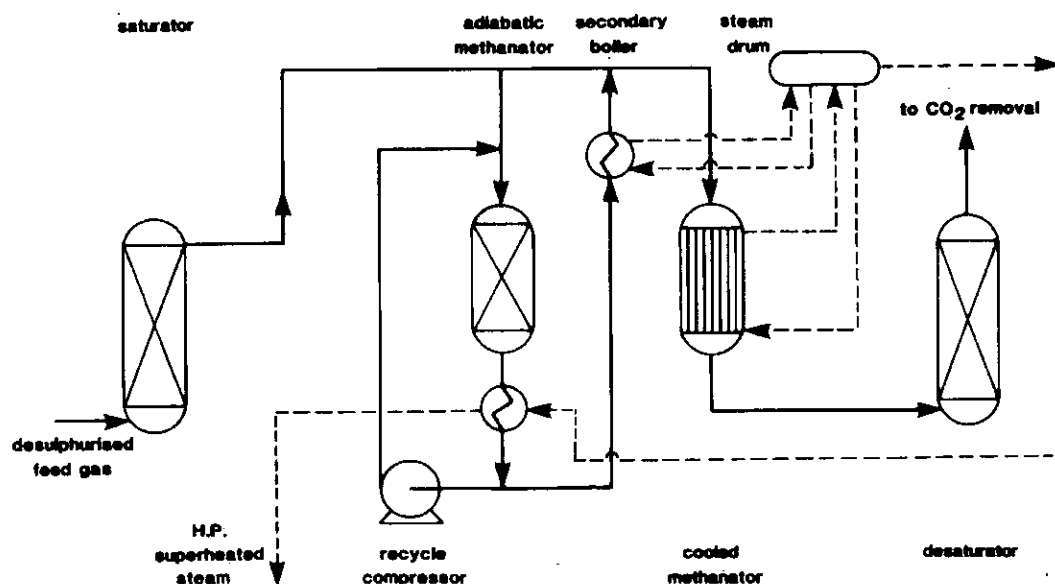 saturator
adiabatic
methanator
secondary
boiler
steam
drum
to CO2 removal
desulphurised
feed gas
H.P.
superheated
steam
recycle
compressor
cooled
methanator
desaturator